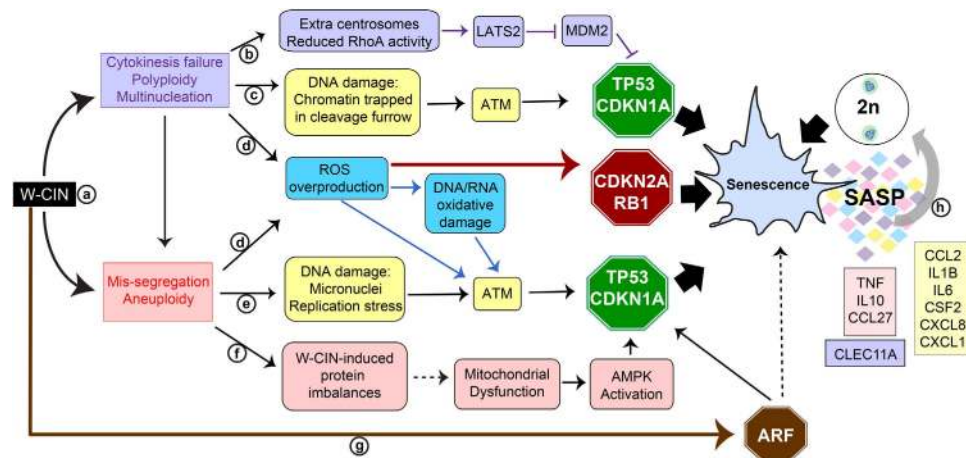 Extra centrosomes
Reduced RhoA activity
LATS2
MDM2
b
Cytokinesis failure
Polyploidy
Multinucleation
c
DNA damage:
Chromatin trapped
in cleavage furrow
ATM
TP53
CDKN1A
2n
d
ROS
overproduction
DNA/RNA
oxidative
damage
CDKN2A
RB1
Senescence
SASP
h
W-CIN
a
d
Mis-segregation
Aneuploidy
e
DNA damage:
Micronuclei
Replication stress
ATM
TP53
CDKN1A
TNF
IL10
CCL27
CLEC11A
CCL2
IL1B
IL6
CSF2
CXCL8
CXCL1
f
W-CIN-induced
protein
imbalances
Mitochondrial
Dysfunction
AMPK
Activation
ARF
g